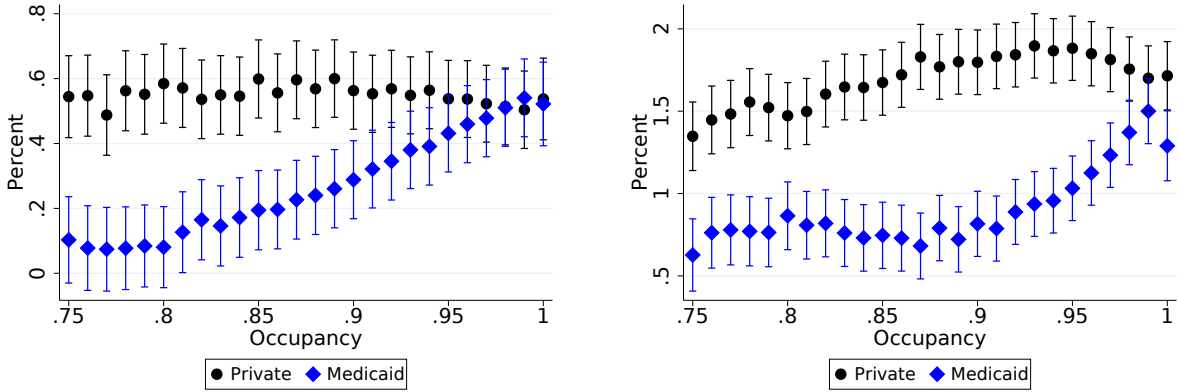 Percent
.8
.6
.4
.2
0
.75
.8
.85
.9
.95
1
Occupancy
Private
Medicaid
Percent
2
1.5
1
.5
.75
.8
.85
.9
.95
1
Occupancy
Private
Medicaid